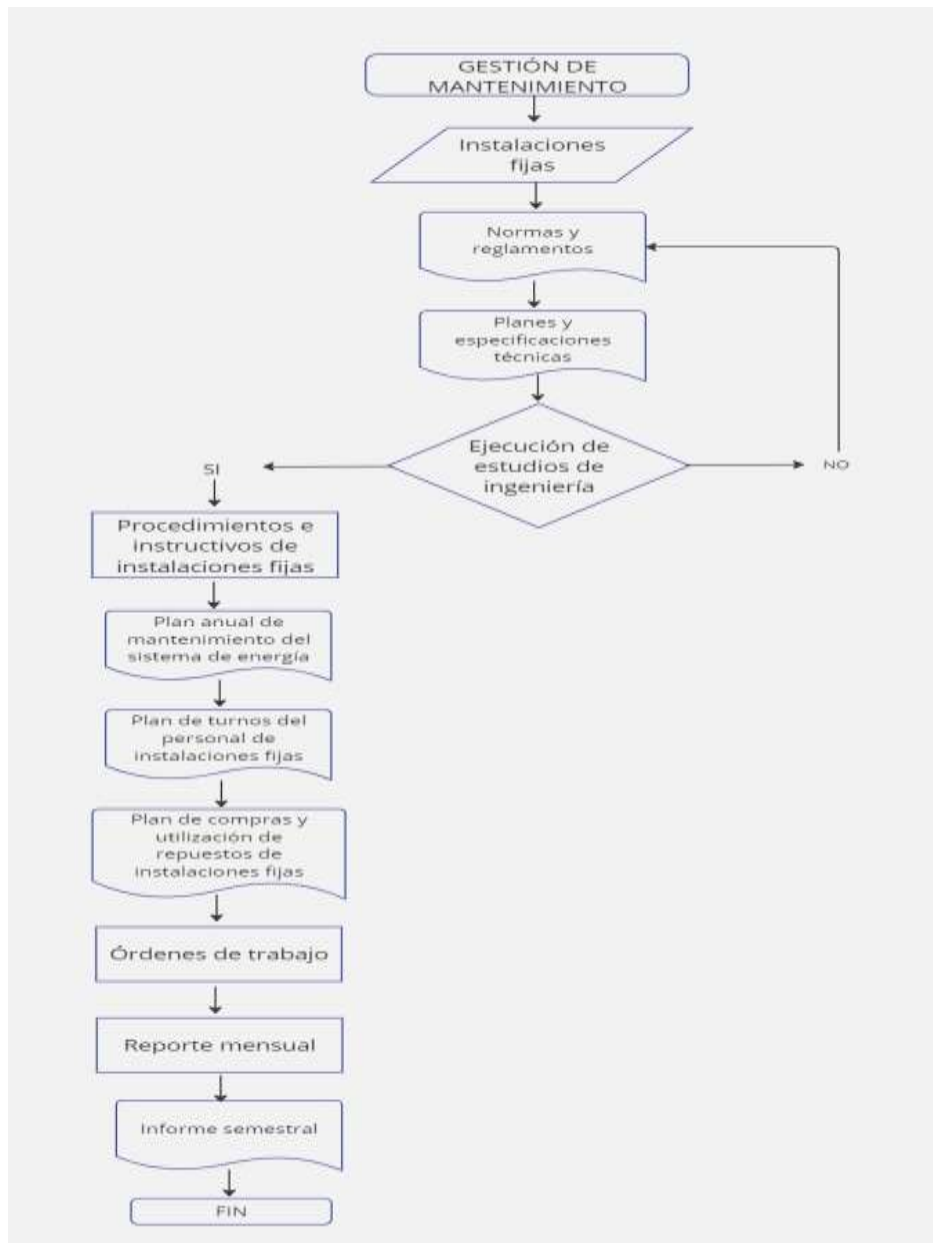 GESTIÓN DE
MANTENIMIENTO
Instalaciones
fijas
Normas y
reglamentos
Planes y
especificaciones
técnicas
Ejecución de
estudios de
ingeniería
SI
NO
Procedimientos e
instructivos de
instalaciones fijas
Plan anual de
mantenimiento del
sistema de energía
Plan de turnos del
personal de
instalaciones fijas
Plan de compras y
utilización de
repuestos de
instalaciones fijas
Órdenes de trabajo
Reporte mensual
Informe semestral
FIN